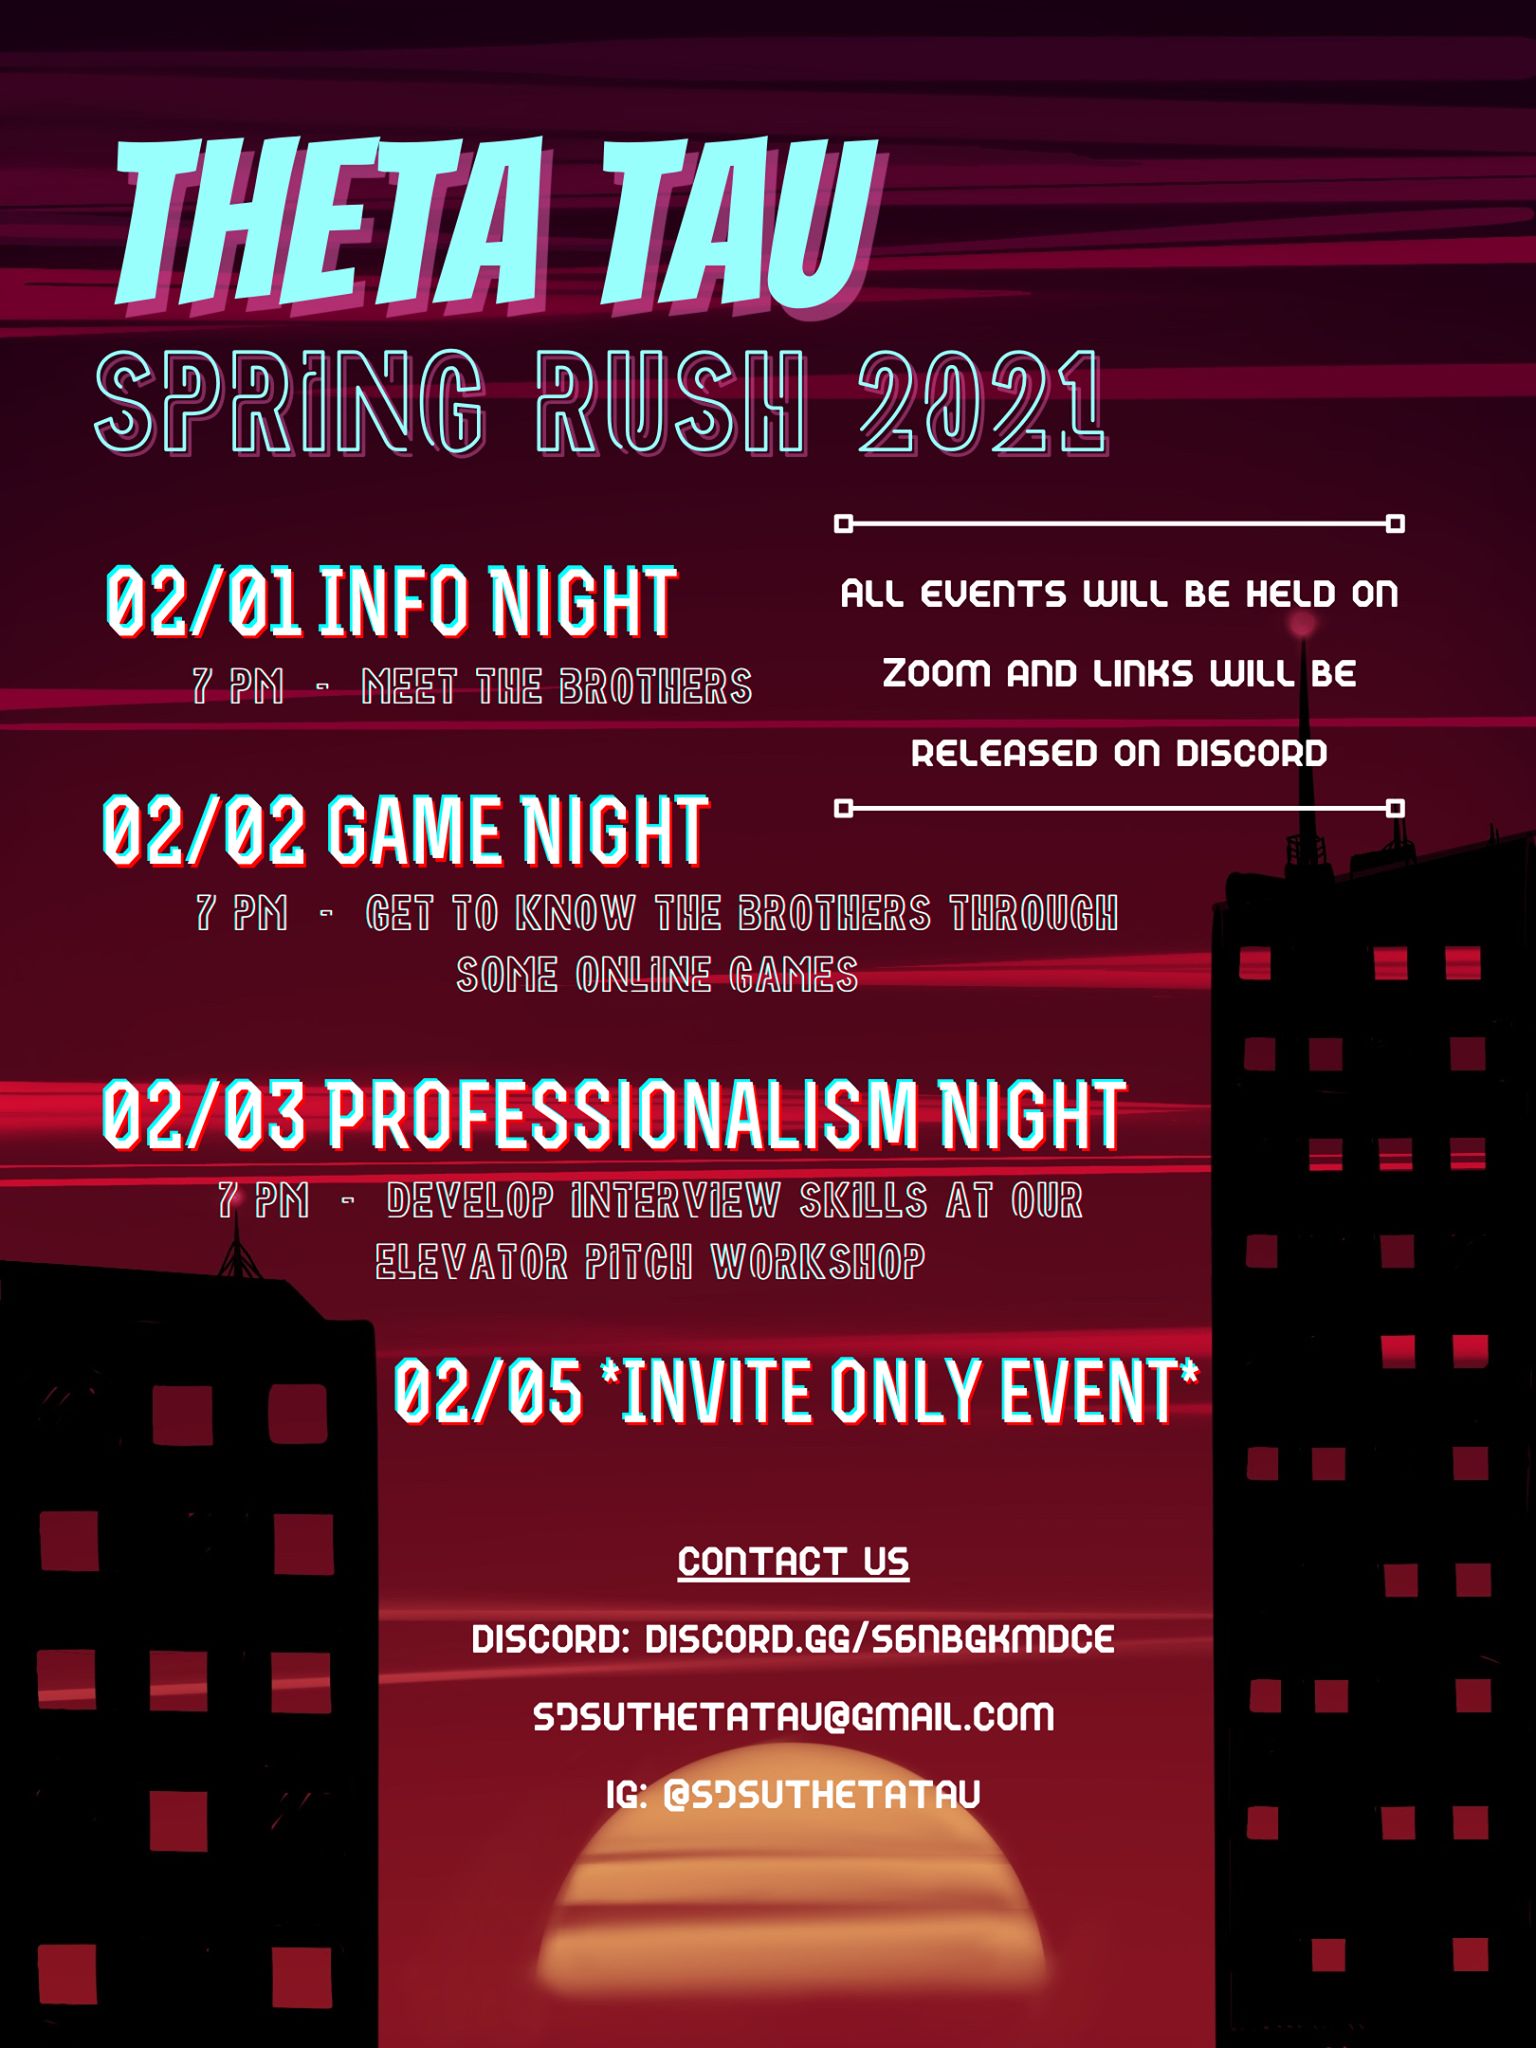 THETA TAU
SPRING RUSH 2021
02/01 INFO NIGHT
7 PM - MEET THE BROTHERS
ALL EVENTS WILL BE HELD ON
ZOOM AND LINKS WILL BE
RELEASED ON DISCORD
02/02 GAME NIGHT
7 PM - GET TO KNOW THE BROTHERS THROUGH
SOME ONLINE GAMES
02/03 PROFESSIONALISM NIGHT
7 PM - DEVELOP INTERVIEW SKILLS AT OUR
ELEVATOR PITCH WORKSHOP
02/05 *INVITE ONLY EVENT*
CONTACT US
DISCORD: DISCORD.GG/S6NBGKMDCE
SDSUTHETATAU@GMAIL.COM
IG: @SDSUTHETATAU